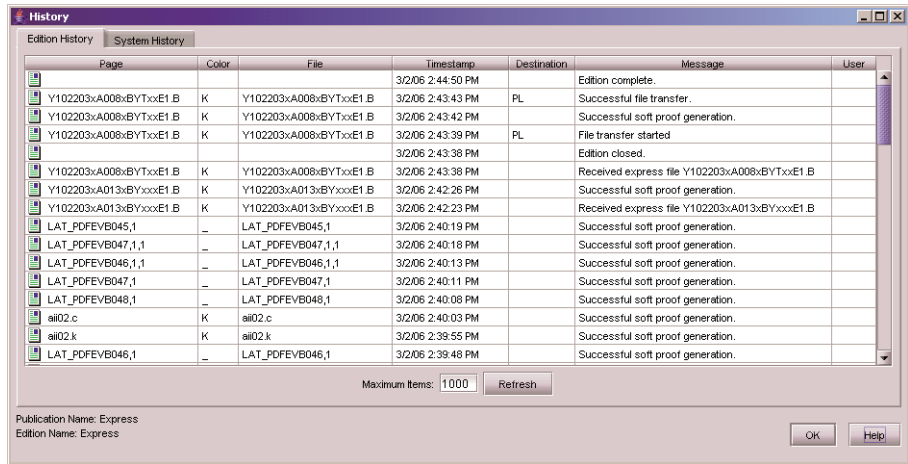 History
Edition History System History
Page Color File Timestamp Destination Message User
3/2/06 2:44:50 PM Edition complete.
Y102203xA008xBYTxxE1.B K Y102203xA008xBYTxxE1.B 3/2/06 2:43:43 PM PL Successful file transfer.
Y102203xA008xBYTxxE1.B K Y102203xA008xBYTxxE1.B 3/2/06 2:43:42 PM Successful soft proof generation.
Y102203xA008xBYTxxE1.B K Y102203xA008xBYTxxE1.B 3/2/06 2:43:39 PM PL File transfer started
3/2/06 2:43:38 PM Edition closed.
Y102203xA008xBYTxxE1.B K Y102203xA008xBYTxxE1.B 3/2/06 2:43:38 PM Received express file Y102203xA008xBYTxxE1.B
Y102203xA013xBYxxxE1.B K Y102203xA013xBYxxxE1.B 3/2/06 2:42:26 PM Successful soft proof generation.
Y102203xA013xBYxxxE1.B K Y102203xA013xBYxxxE1.B 3/2/06 2:42:23 PM Received express file Y102203xA013xBYxxxE1.B
LAT_PDFEVB045,1 _ LAT_PDFEVB045,1 3/2/06 2:40:19 PM Successful soft proof generation.
LAT_PDFEVB047,1,1 _ LAT_PDFEVB047,1,1 3/2/06 2:40:18 PM Successful soft proof generation.
LAT_PDFEVB046,1,1 _ LAT_PDFEVB046,1,1 3/2/06 2:40:13 PM Successful soft proof generation.
LAT_PDFEVB047,1 _ LAT_PDFEVB047,1 3/2/06 2:40:11 PM Successful soft proof generation.
LAT_PDFEVB048,1 _ LAT_PDFEVB048,1 3/2/06 2:40:08 PM Successful soft proof generation.
aii02.c K aii02.c 3/2/06 2:40:03 PM Successful soft proof generation.
aii02.k K aii02.k 3/2/06 2:39:55 PM Successful soft proof generation.
LAT_PDFEVB046,1 _ LAT_PDFEVB046,1 3/2/06 2:39:48 PM Successful soft proof generation.
Maximum Items: 1000 Refresh
Publication Name: Express
Edition Name: Express
OK Help